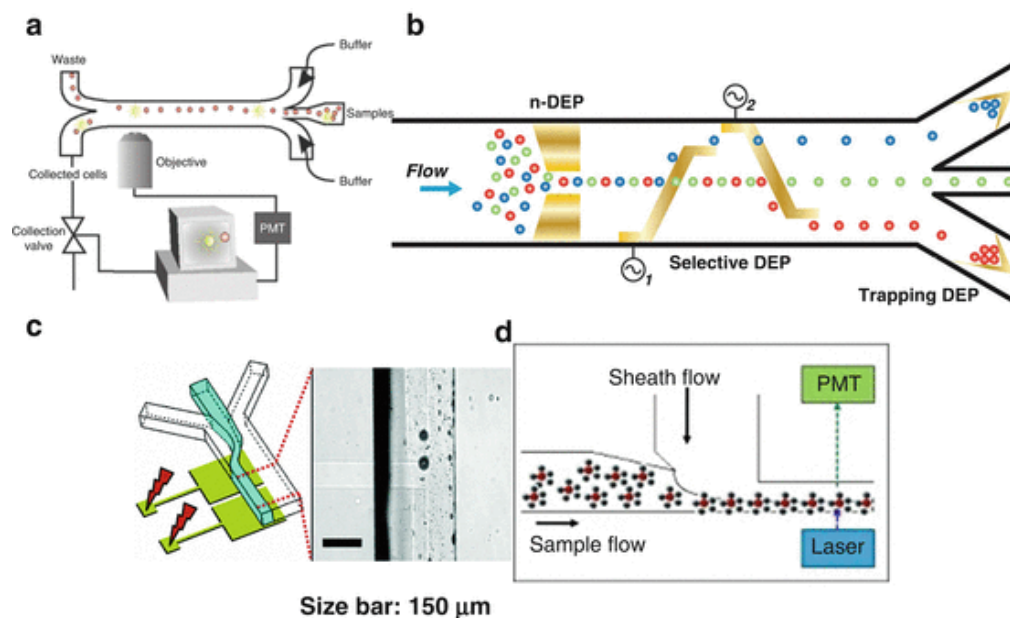 a
Waste
Buffer
Samples
Objective
Collected cells
Buffer
Collection
valve
PMT
b
n-DEP
2
Flow
1
Selective DEP
Trapping DEP
c
Size bar: 150 μm
d
Sheath flow
PMT
Sample flow
Laser